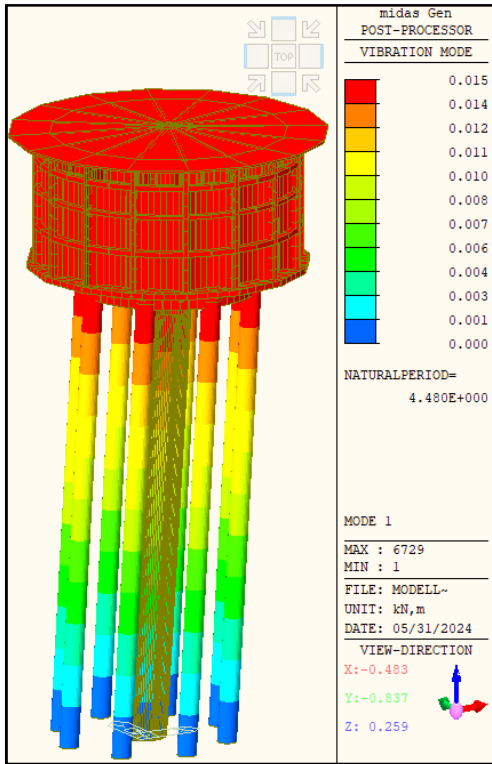 TOP
midas Gen
POST-PROCESSOR
VIBRATION MODE
0.015
0.014
0.012
0.011
0.010
0.008
0.007
0.006
0.004
0.003
0.001
0.000
NATURALPERIOD=
4.480E+000
MODE 1
MAX : 6729
MIN : 1
FILE: MODELL~
UNIT: kN,m
DATE: 05/31/2024
VIEW-DIRECTION
X:-0.483
Y:-0.837
Z: 0.259